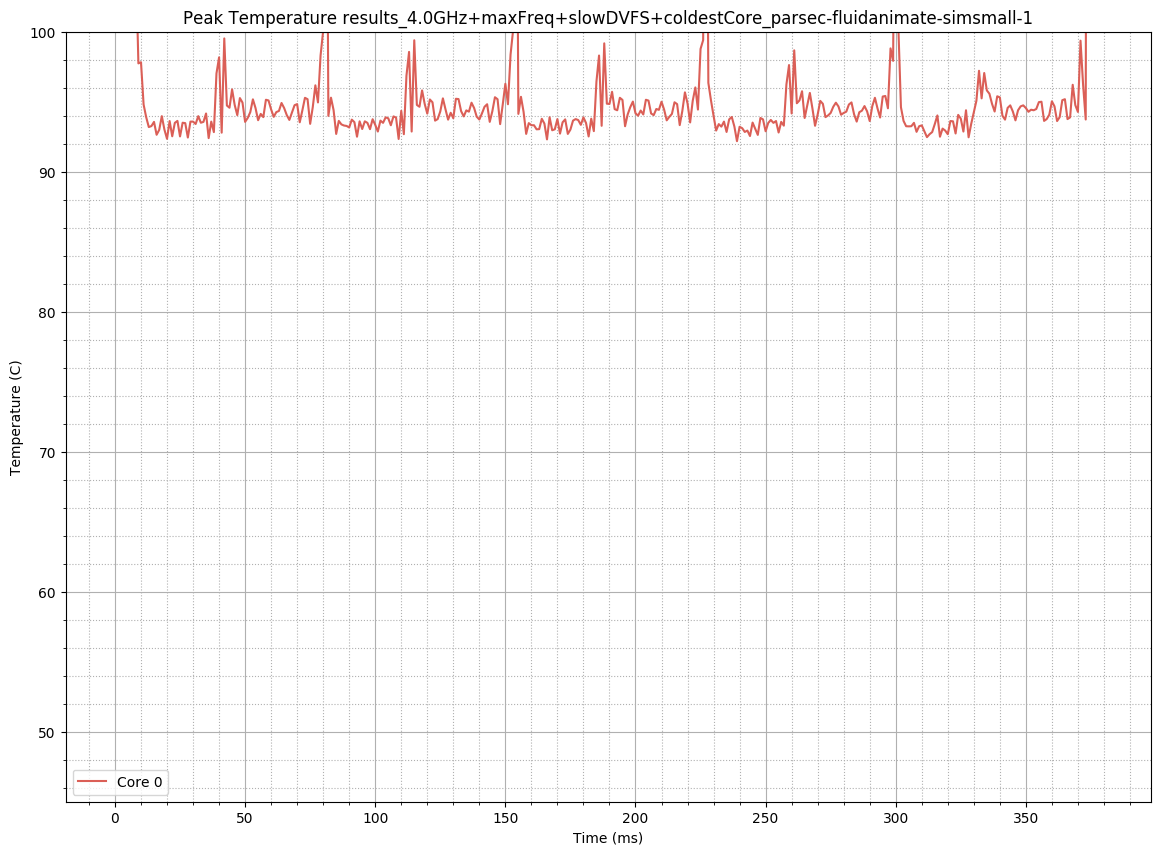 Peak Temperature results_4.0GHz+maxFreq+slowDVFS+coldestCore_parsec-fluidanimate-simsmall-1
100
90
80
70
60
50
Temperature (C)
Core 0
0 50 100 150 200 250 300 350
Time (ms)